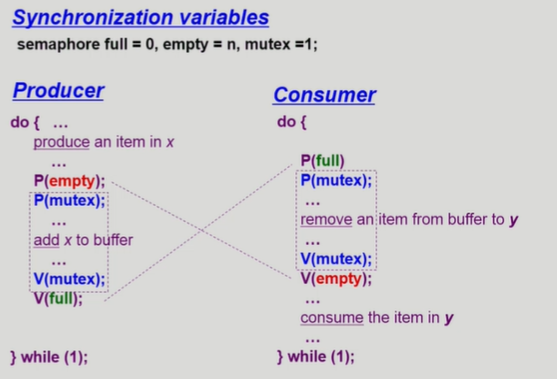 Synchronization variables
semaphore full = 0, empty = n, mutex =1;
Producer
do { ...
produce an item in x
...
P(empty);
P(mutex);
...
add x to buffer
...
V(mutex);
V(full);
} while (1);
Consumer
do {
P(full)
P(mutex);
...
remove an item from buffer to y
...
V(mutex);
V(empty);
...
consume the item in y
...
} while (1);